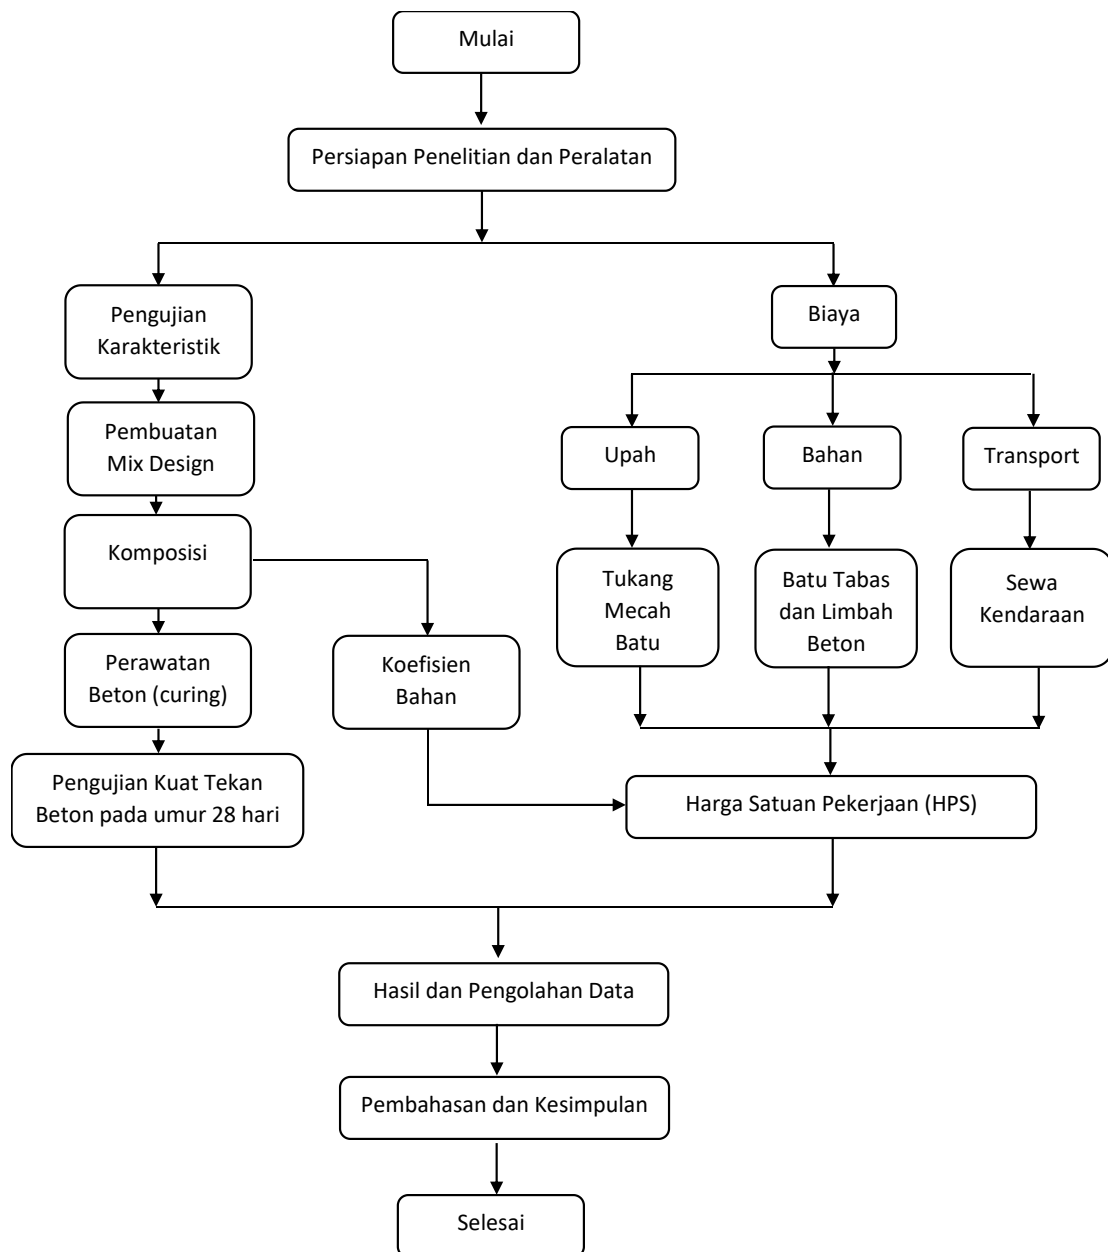 Mulai
Persiapan Penelitian dan Peralatan
Pengujian
Karakteristik
Biaya
Pembuatan
Mix Design
Upah
Bahan
Transport
Komposisi
Tukang
Mecah
Batu
Batu Tabas
dan Limbah
Beton
Sewa
Kendaraan
Perawatan
Beton (curing)
Koefisien
Bahan
Pengujian Kuat Tekan
Beton pada umur 28 hari
Harga Satuan Pekerjaan (HPS)
Hasil dan Pengolahan Data
Pembahasan dan Kesimpulan
Selesai